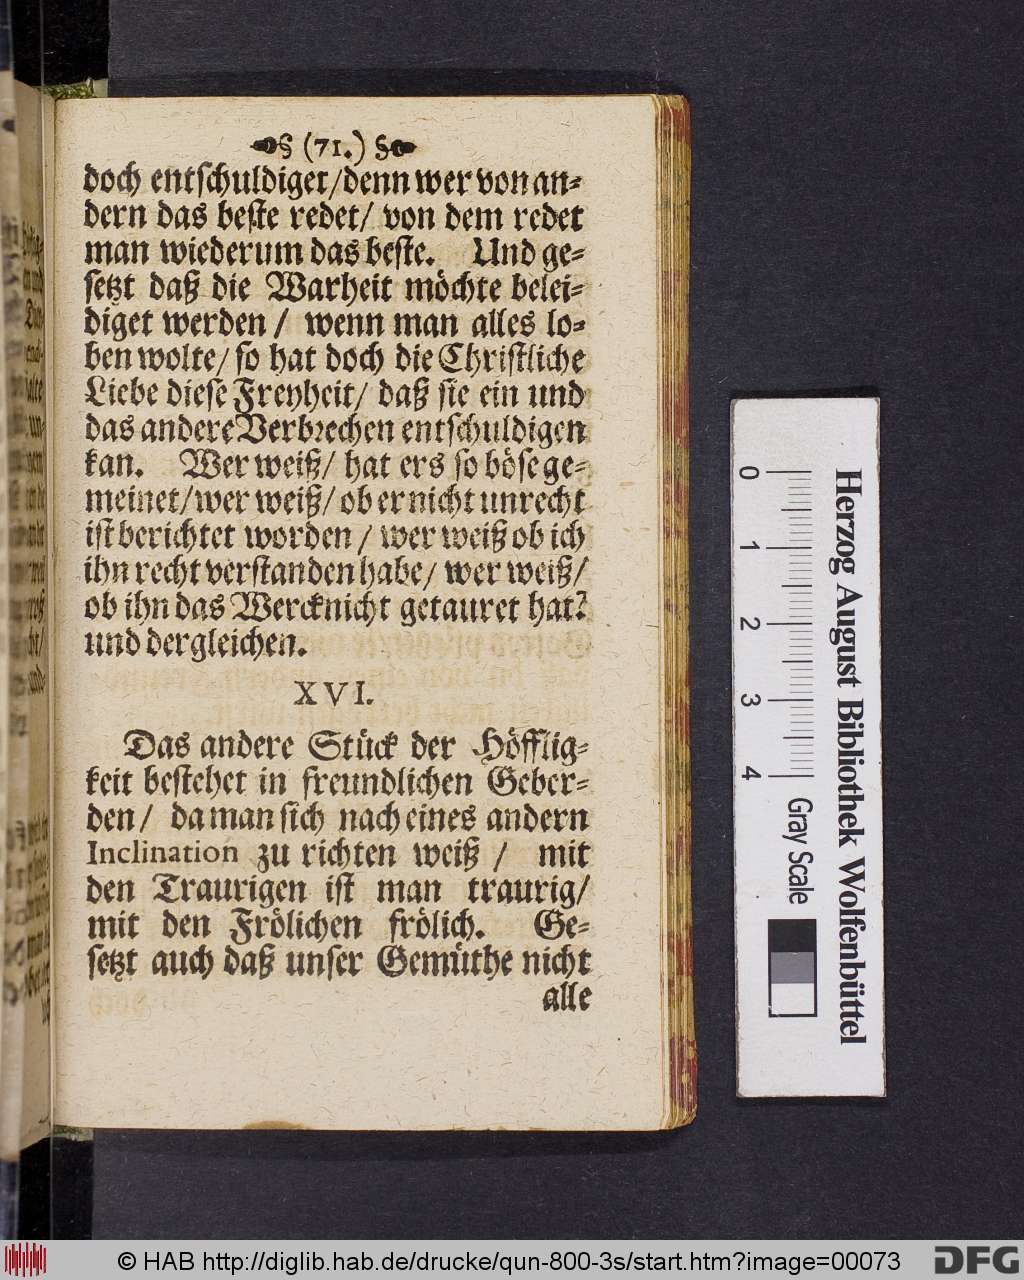 (71.)
doch entſchuldiget/denn wer von an-
dern das beſte redet/ von dem redet
man wiederum das beſte. Und ge-
ſetzt daß die Warheit möchte belei-
diget werden / wenn man alles lo-
ben wolte/ ſo hat doch die Chriſtliche
Liebe dieſe Freyheit/ daß ſie ein und
das andere Verbrechen entſchuldigen
kan. Wer weiß/ hat ers ſo böſe ge-
meinet/wer weiß/ ob er nicht unrecht
iſt berichtet worden / wer weiß ob ich
ihn recht verſtanden habe/ wer weiß/
ob ihn das Werck nicht getauret hat?
und dergleichen.
XVI.
Das andere Stück der Höfflig-
keit beſtehet in freundlichen Geber-
den/ da man ſich nach eines andern
Inclination zu richten weiß / mit
den Traurigen iſt man traurig/
mit den Frölichen frölich. Ge-
ſetzt auch daß unſer Gemüthe nicht
alle
0 1 2 3 4
Gray Scale
Herzog August Bibliothek Wolfenbüttel
© HAB http://diglib.hab.de/drucke/qun-800-3s/start.htm?image=00073
DFG